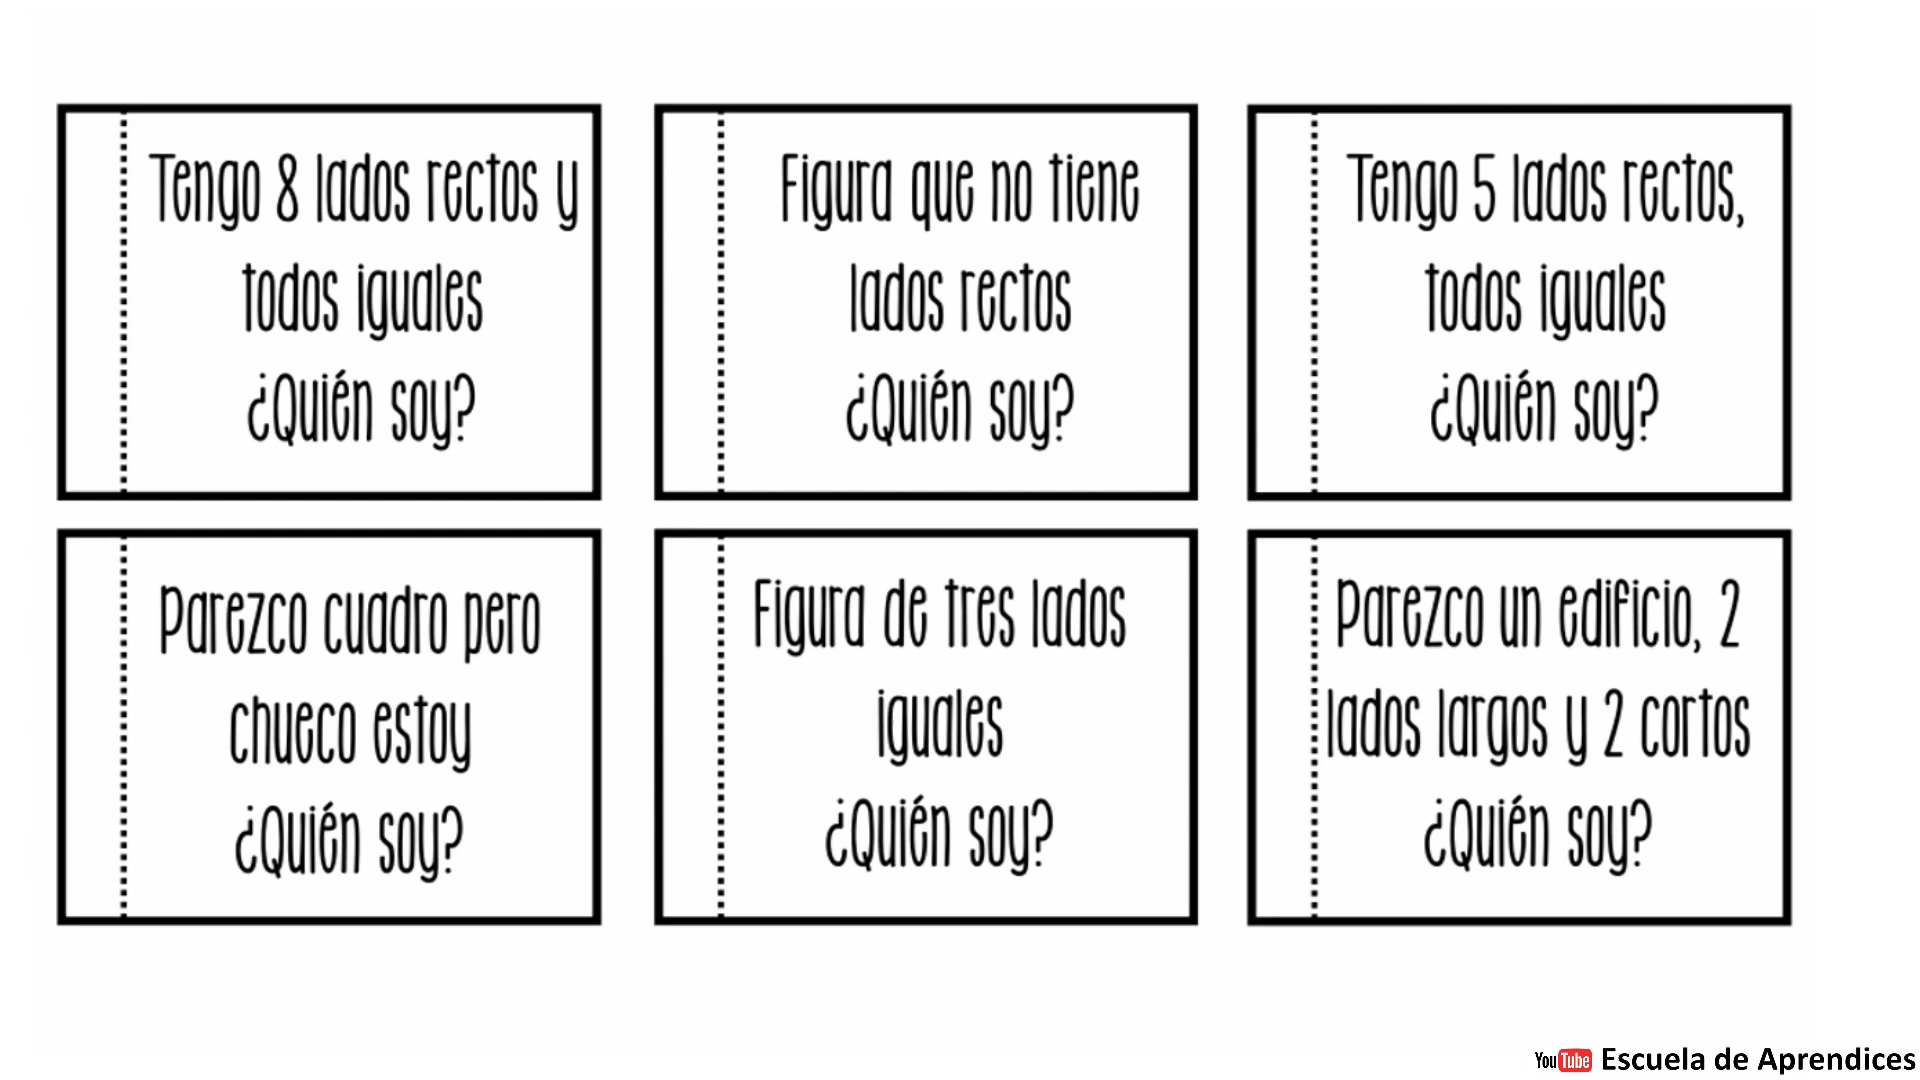 Tengo 8 lados rectos y
todos iguales
¿Quién soy?
Figura que no tiene
lados rectos
¿Quién soy?
Tengo 5 lados rectos,
todos iguales
¿Quién soy?
Parezco cuadro pero
chueco estoy
¿Quién soy?
Figura de tres lados
iguales
¿Quién soy?
Parezco un edificio, 2
lados largos y 2 cortos
¿Quién soy?
YouTube Escuela de Aprendices